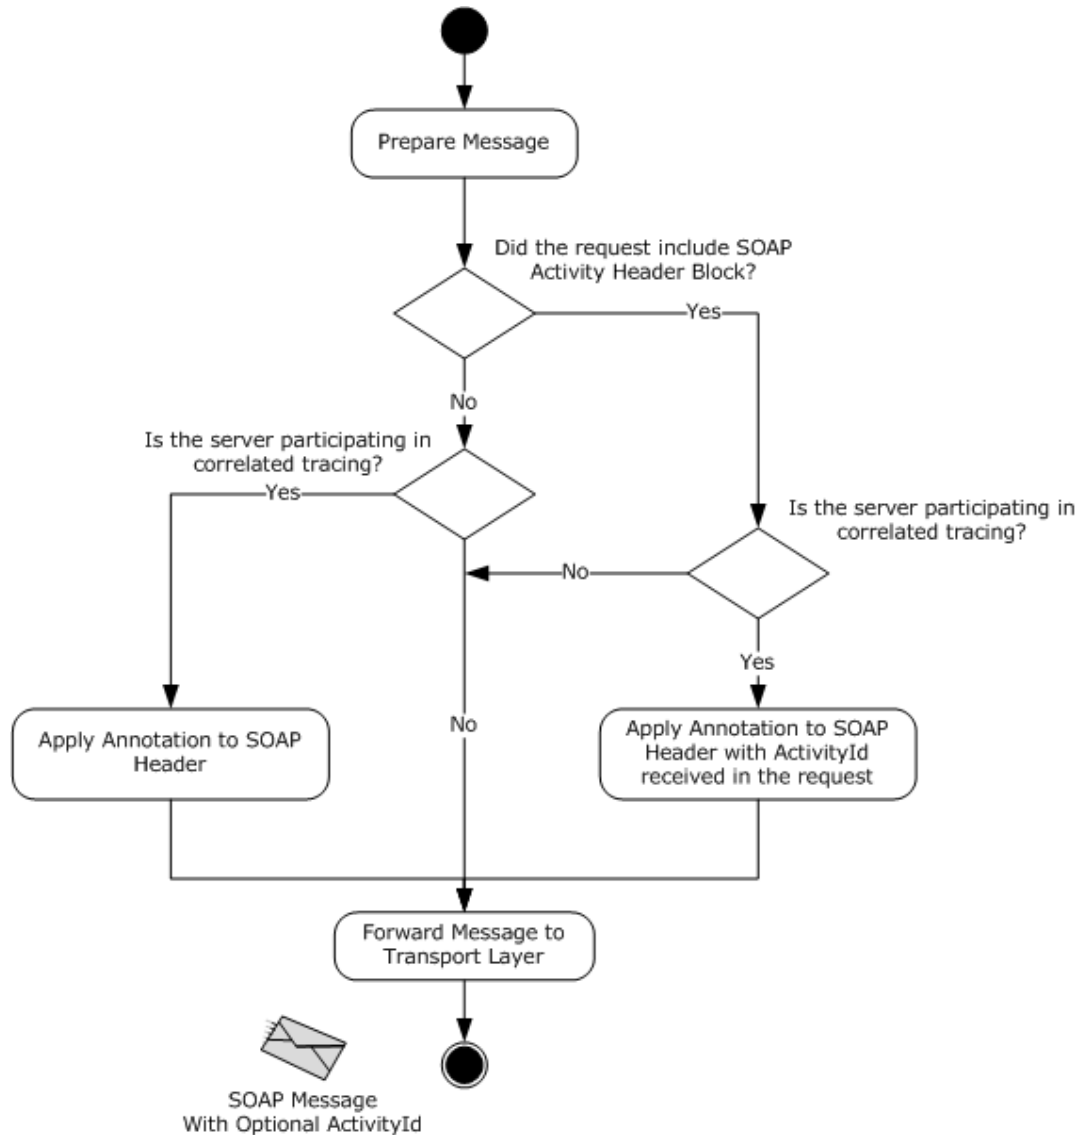 Prepare Message
Did the request include SOAP
Activity Header Block?
Yes
No
Is the server participating in
correlated tracing?
Yes
Is the server participating in
correlated tracing?
No
Yes
No
Apply Annotation to SOAP
Header
Apply Annotation to SOAP
Header with ActivityId
received in the request
Forward Message to
Transport Layer
SOAP Message
With Optional ActivityId